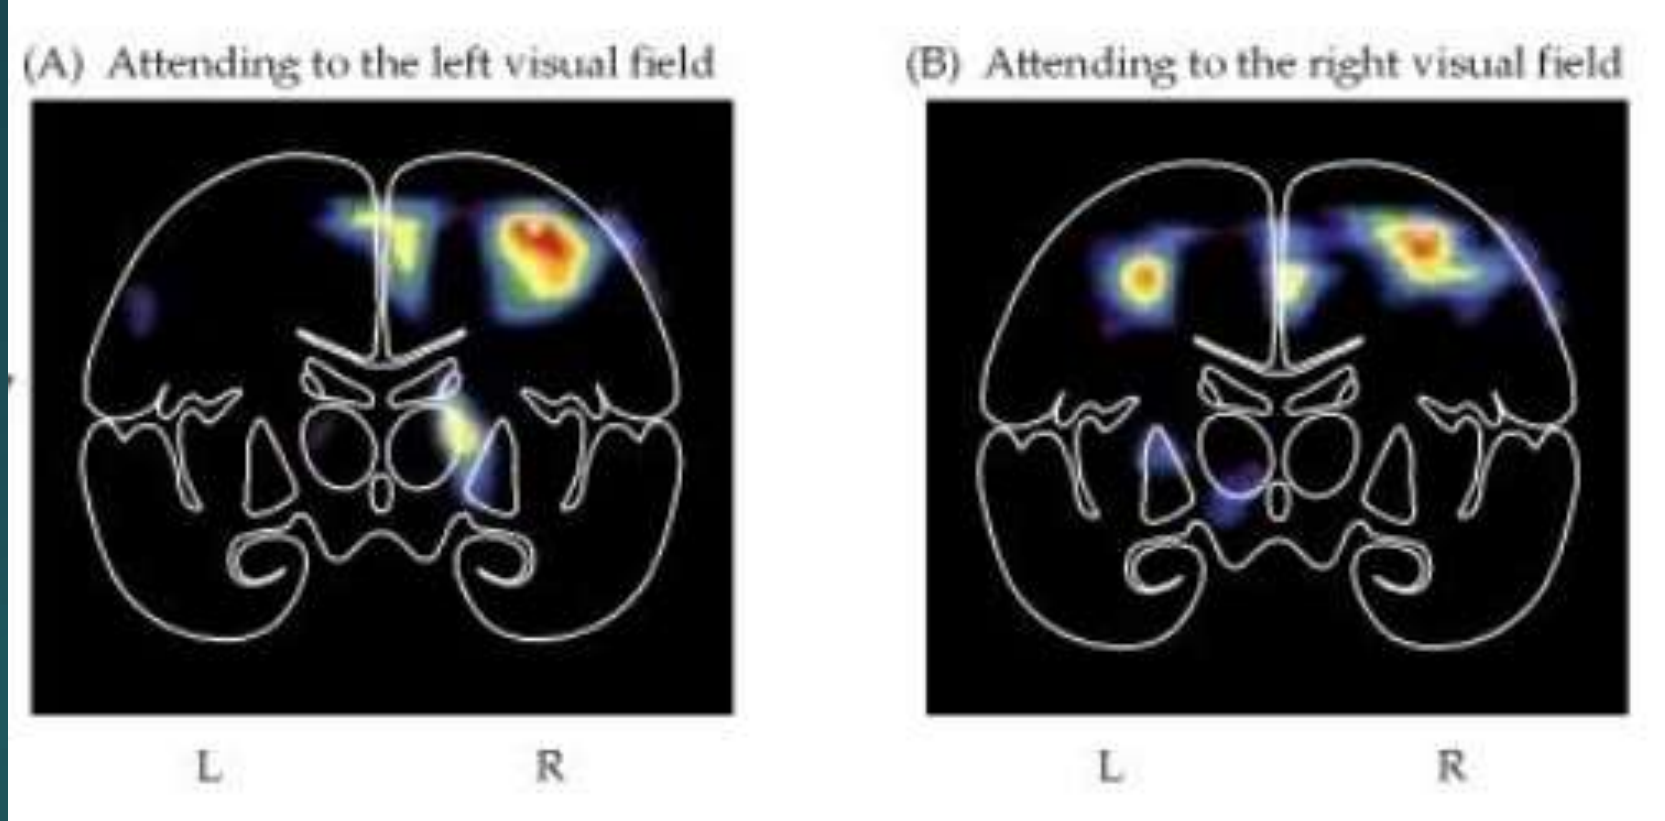 (A) Attending to the left visual field
(B) Attending to the right visual field
L R
L R